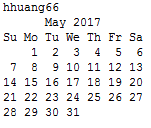 hhuang66
      May 2017
Su Mo Tu We Th Fr Sa
    1  2  3  4  5  6
 7  8  9 10 11 12 13
14 15 16 17 18 19 20
21 22 23 24 25 26 27
28 29 30 31